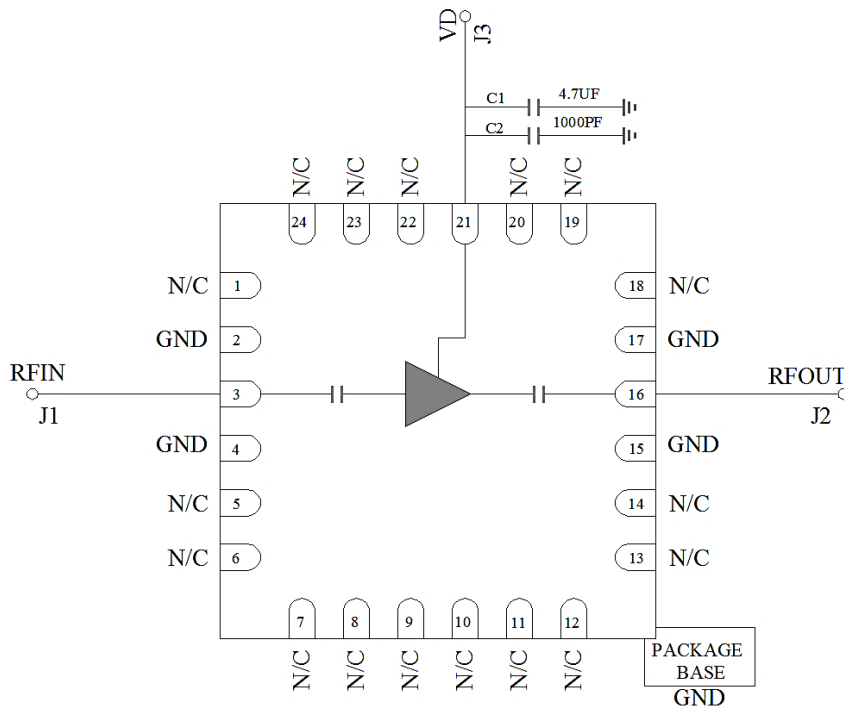 VD
J3
C1 4.7UF
C2 1000PF
N/C N/C N/C N/C N/C
24 23 22 21 20 19
N/C 1 18 N/C
GND 2 17 GND
RFIN 3 16 RFOUT
J1 J2
GND 4 15 GND
N/C 5 14 N/C
N/C 6 13 N/C
7 8 9 10 11 12
N/C N/C N/C N/C N/C N/C
PACKAGE
BASE
GND